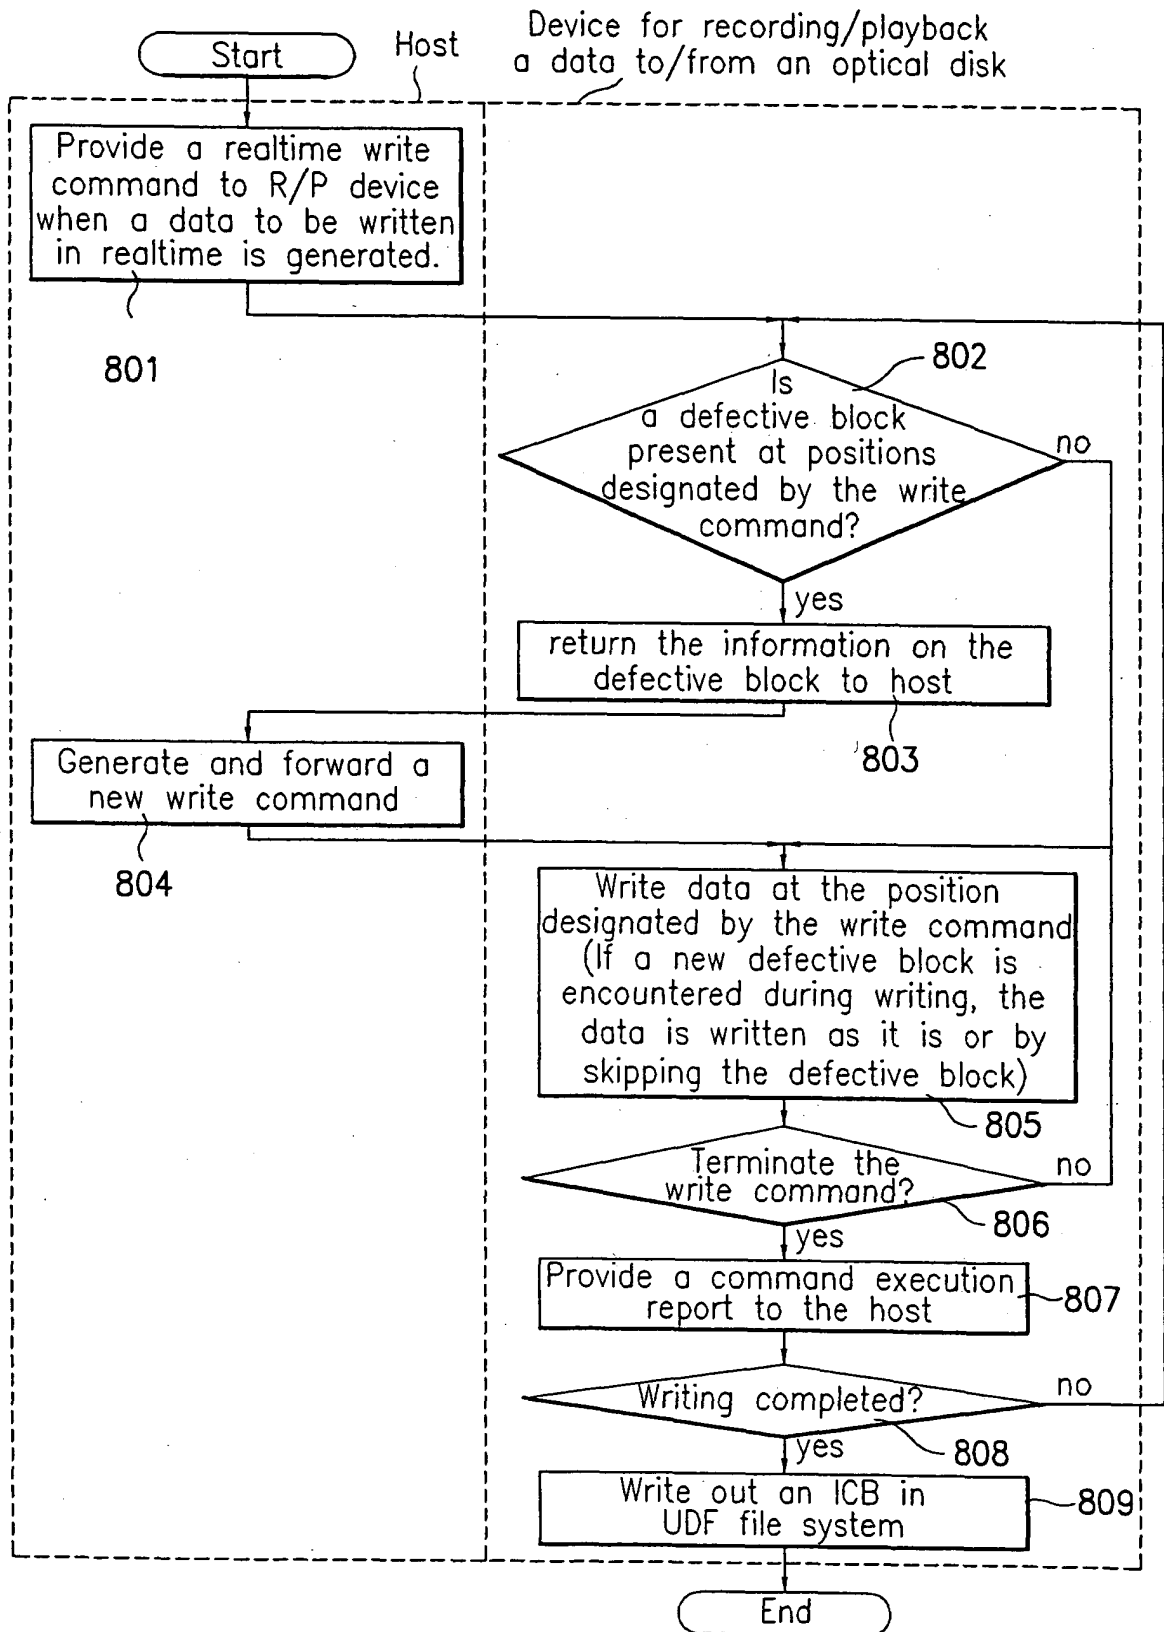 Start
Host
Device for recording/playback
a data to/from an optical disk
Provide a realtime write
command to R/P device
when a data to be written
in realtime is generated.
801
802
Is
a defective block
present at positions
designated by the write
command?
no
yes
return the information on the
defective block to host
803
Generate and forward a
new write command
804
Write data at the position
designated by the write command
(If a new defective block is
encountered during writing, the
data is written as it is or by
skipping the defective block)
805
Terminate the
write command?
no
806
yes
Provide a command execution
report to the host
807
Writing completed?
no
808
yes
Write out an ICB in
UDF file system
809
End